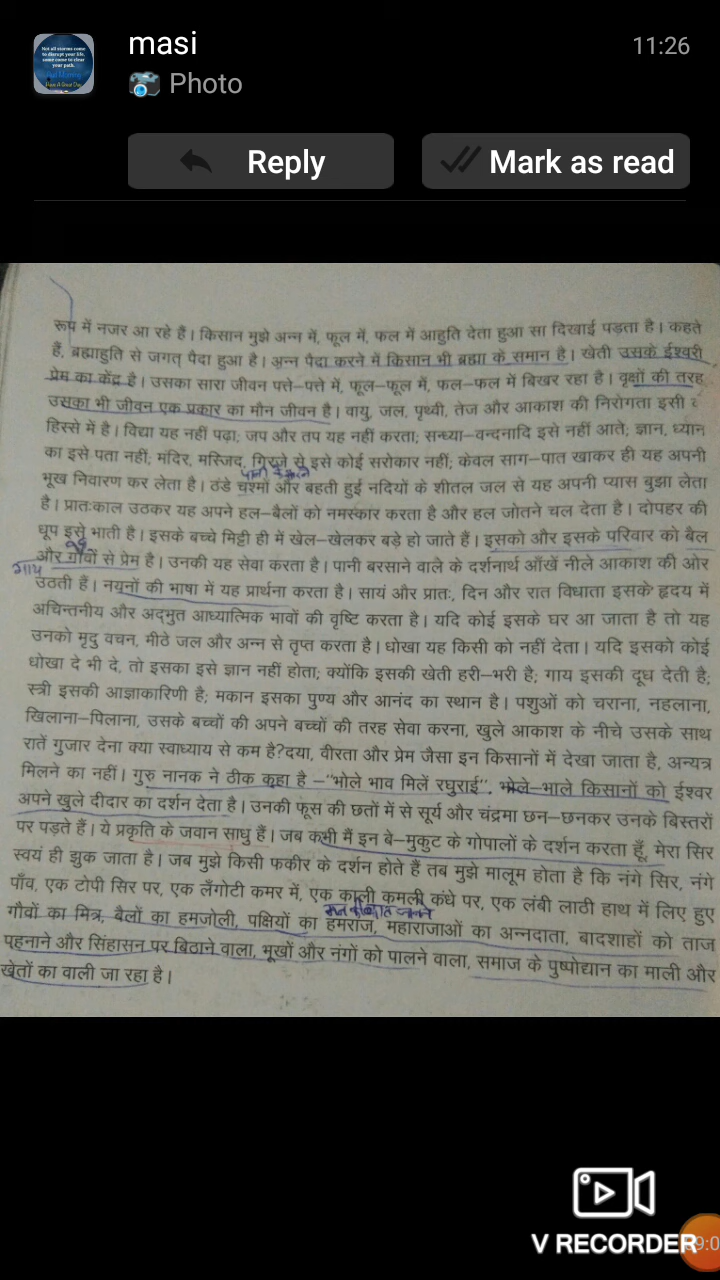 masi
11:26
Photo
Reply
Mark as read
रूप में नजर आ रहे हैं। किसान मुझे अन्न में, फूल में, फल में आहुति देता हुआ सा दिखाई पड़ता है। कहते
हैं, ब्रह्माहुति से जगत् पैदा हुआ है। अन्न पैदा करने में किसान भी ब्रह्मा के समान है। खेती उसके ईश्वरी
प्रेम का केंद्र है। उसका सारा जीवन पत्ते-पत्ते में, फूल-फूल में, फल-फल में बिखर रहा है। वृक्षों की तरह
उसका भी जीवन एक प्रकार का मौन जीवन है। वायु, जल, पृथ्वी, तेज और आकाश की निरोगता इसी
हिस्से में है। विद्या यह नहीं पढ़ा; जप और तप यह नहीं करता; सन्ध्या-वन्दनादि इसे नहीं आते; ज्ञान, ध्यान
का इसे पता नहीं; मंदिर, मस्जिद, गिरजे से इसे कोई सरोकार नहीं; केवल साग-पात खाकर ही यह अपनी
भूख निवारण कर लेता है। ठंडे चश्मों और बहती हुई नदियों के शीतल जल से यह अपनी प्यास बुझा लेता
है। प्रातःकाल उठकर यह अपने हल-बैलों को नमस्कार करता है और हल जोतने चल देता है। दोपहर की
धूप इसे भाती है। इसके बच्चे मिट्टी ही में खेल-खेलकर बड़े हो जाते हैं। इसको और इसके परिवार को बैल
और गौवों से प्रेम है। उनकी यह सेवा करता है। पानी बरसाने वाले के दर्शनार्थ आँखें नीले आकाश की ओर
गाय
उठती हैं। नयनों की भाषा में यह प्रार्थना करता है। सायं और प्रातः, दिन और रात विधाता इसके हृदय में
अचिन्तनीय और अद्भुत आध्यात्मिक भावों की वृष्टि करता है। यदि कोई इसके घर आ जाता है तो यह
उनको मृदु वचन, मीठे जल और अन्न से तृप्त करता है। धोखा यह किसी को नहीं देता। यदि इसको कोई
धोखा दे भी दे, तो इसका इसे ज्ञान नहीं होता; क्योंकि इसकी खेती हरी-भरी है; गाय इसकी दूध देती है;
स्त्री इसकी आज्ञाकारिणी है; मकान इसका पुण्य और आनंद का स्थान है। पशुओं को चराना, नहलाना,
खिलाना-पिलाना, उसके बच्चों की अपने बच्चों की तरह सेवा करना, खुले आकाश के नीचे उसके साथ
रातें गुजार देना क्या स्वाध्याय से कम है?दया, वीरता और प्रेम जैसा इन किसानों में देखा जाता है, अन्यत्र
मिलने का नहीं। गुरु नानक ने ठीक कहा है –"भोले भाव मिलें रघुराई", भोले-भाले किसानों को ईश्वर
अपने खुले दीदार का दर्शन देता है। उनकी फूस की छतों में से सूर्य और चंद्रमा छन-छनकर उनके बिस्तरों
पर पड़ते हैं। ये प्रकृति के जवान साधु हैं। जब कभी मैं इन बे-मुकुट के गोपालों के दर्शन करता हूँ, मेरा सिर
स्वयं ही झुक जाता है। जब मुझे किसी फकीर के दर्शन होते हैं तब मुझे मालूम होता है कि नंगे सिर, नंगे
पाँव, एक टोपी सिर पर, एक लँगोटी कमर में, एक काली कमली कंधे पर, एक लंबी लाठी हाथ में लिए हुए
गौवों का मित्र, बैलों का हमजोली, पक्षियों का हमराज, महाराजाओं का अन्नदाता, बादशाहों को ताज
पहनाने और सिंहासन पर बिठाने वाला, भूखों और नंगों को पालने वाला, समाज के पुष्पोद्यान का माली और
खेतों का वाली जा रहा है।
V RECORDER